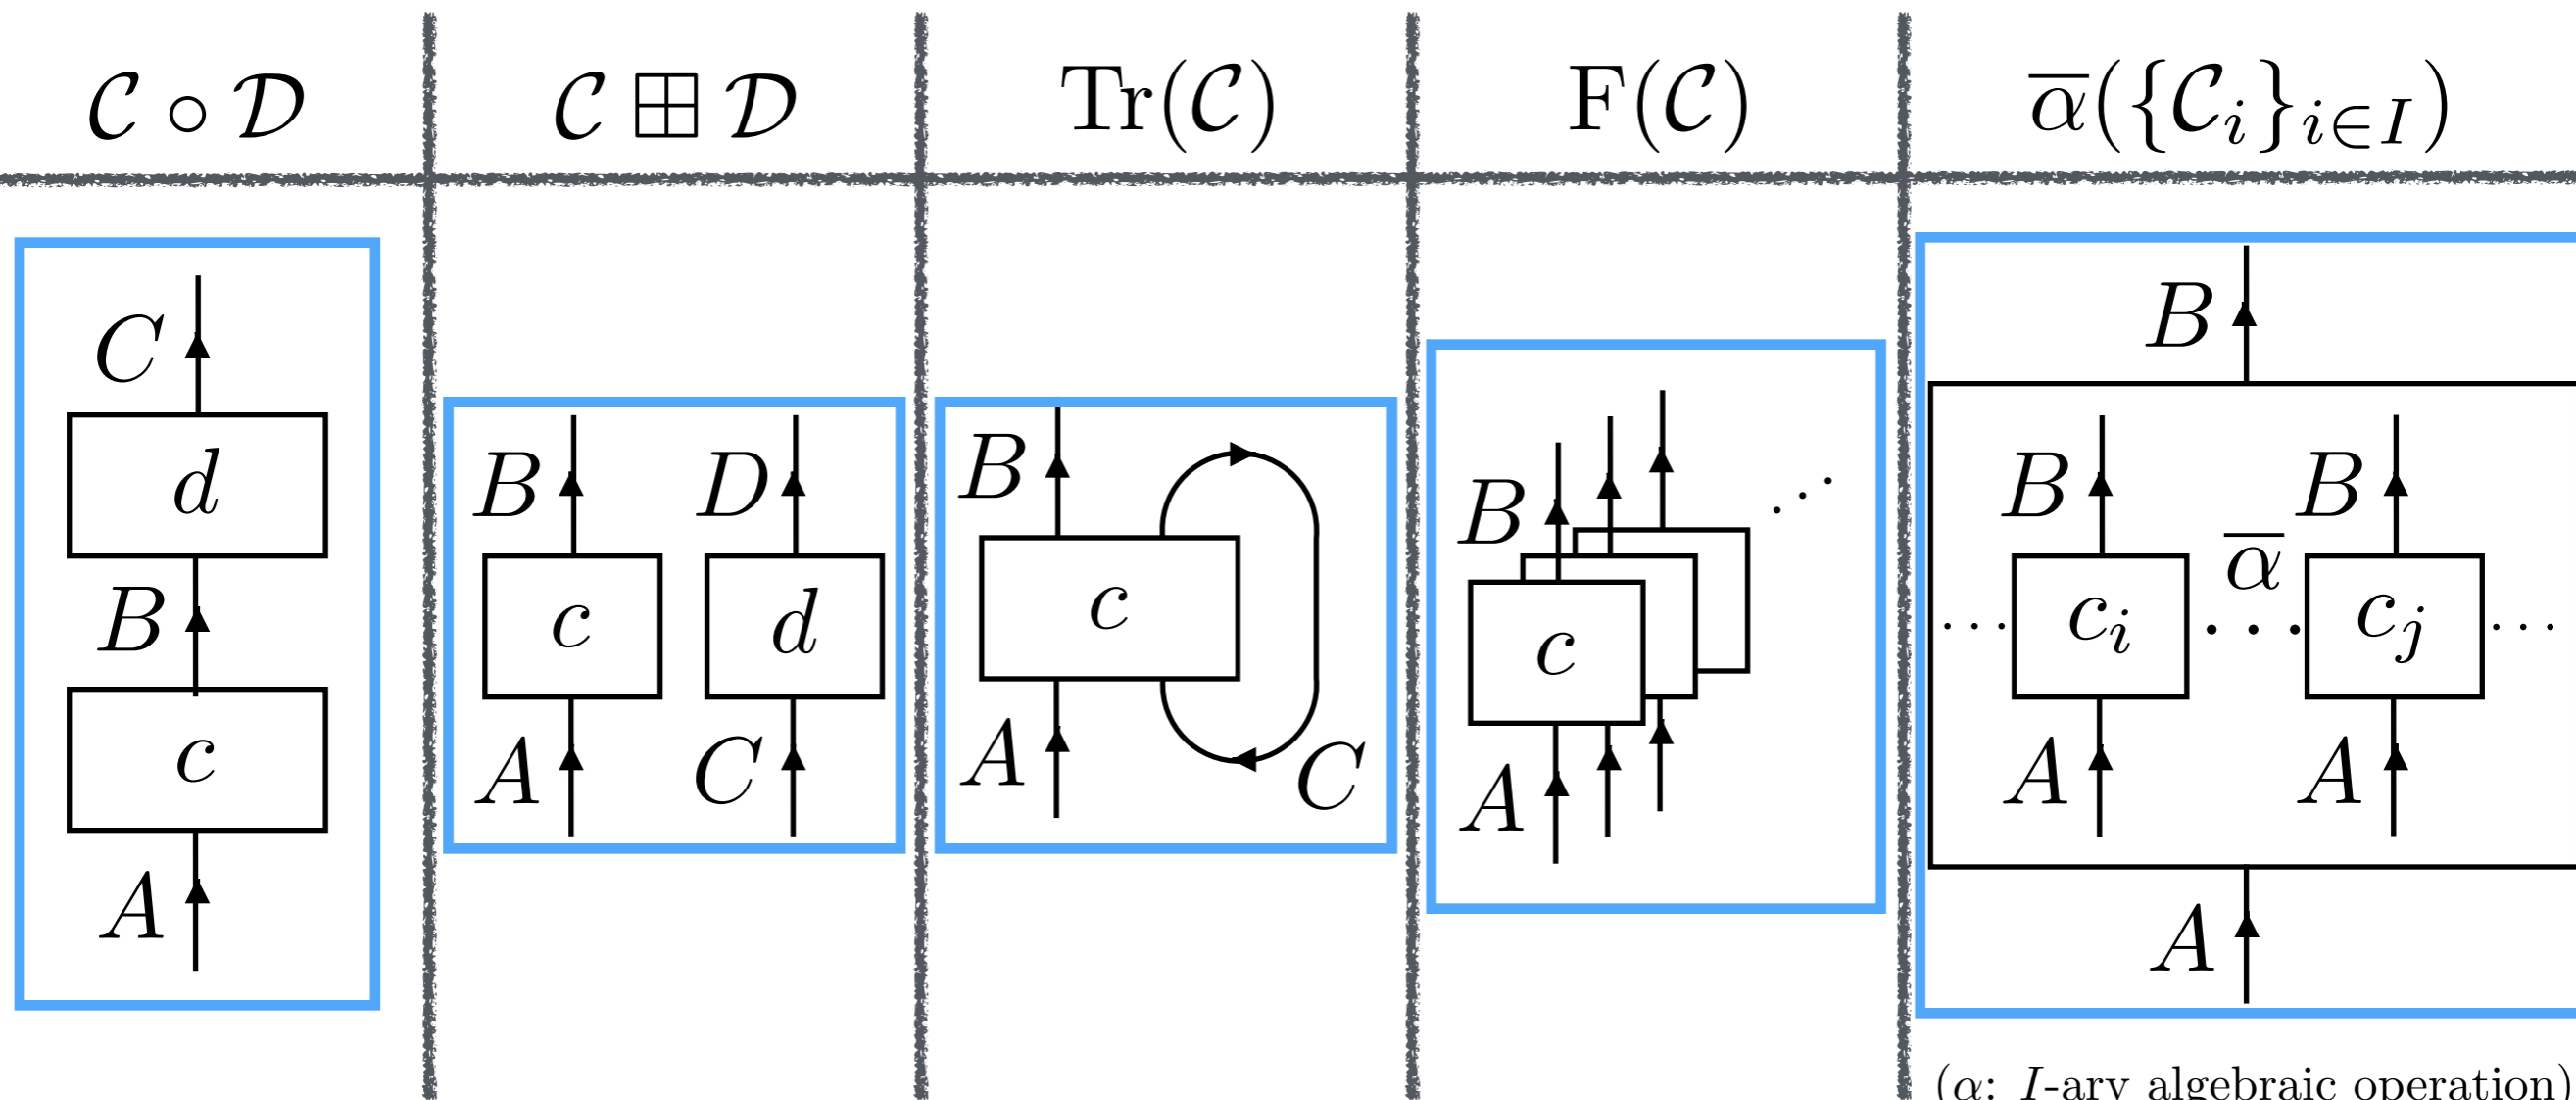 𝒞 ∘ 𝒟
𝒞 ⊞ 𝒟
Tr(𝒞)
F(𝒞)
α̅({𝒞ᵢ}ᵢ∈I)
C
d
B
c
A
B D
c d
A C
B
c
A C
B
c
A
B
B B
α̅
⋯ cᵢ ⋯ cⱼ ⋯
A A
A
(α: I-ary algebraic operation)